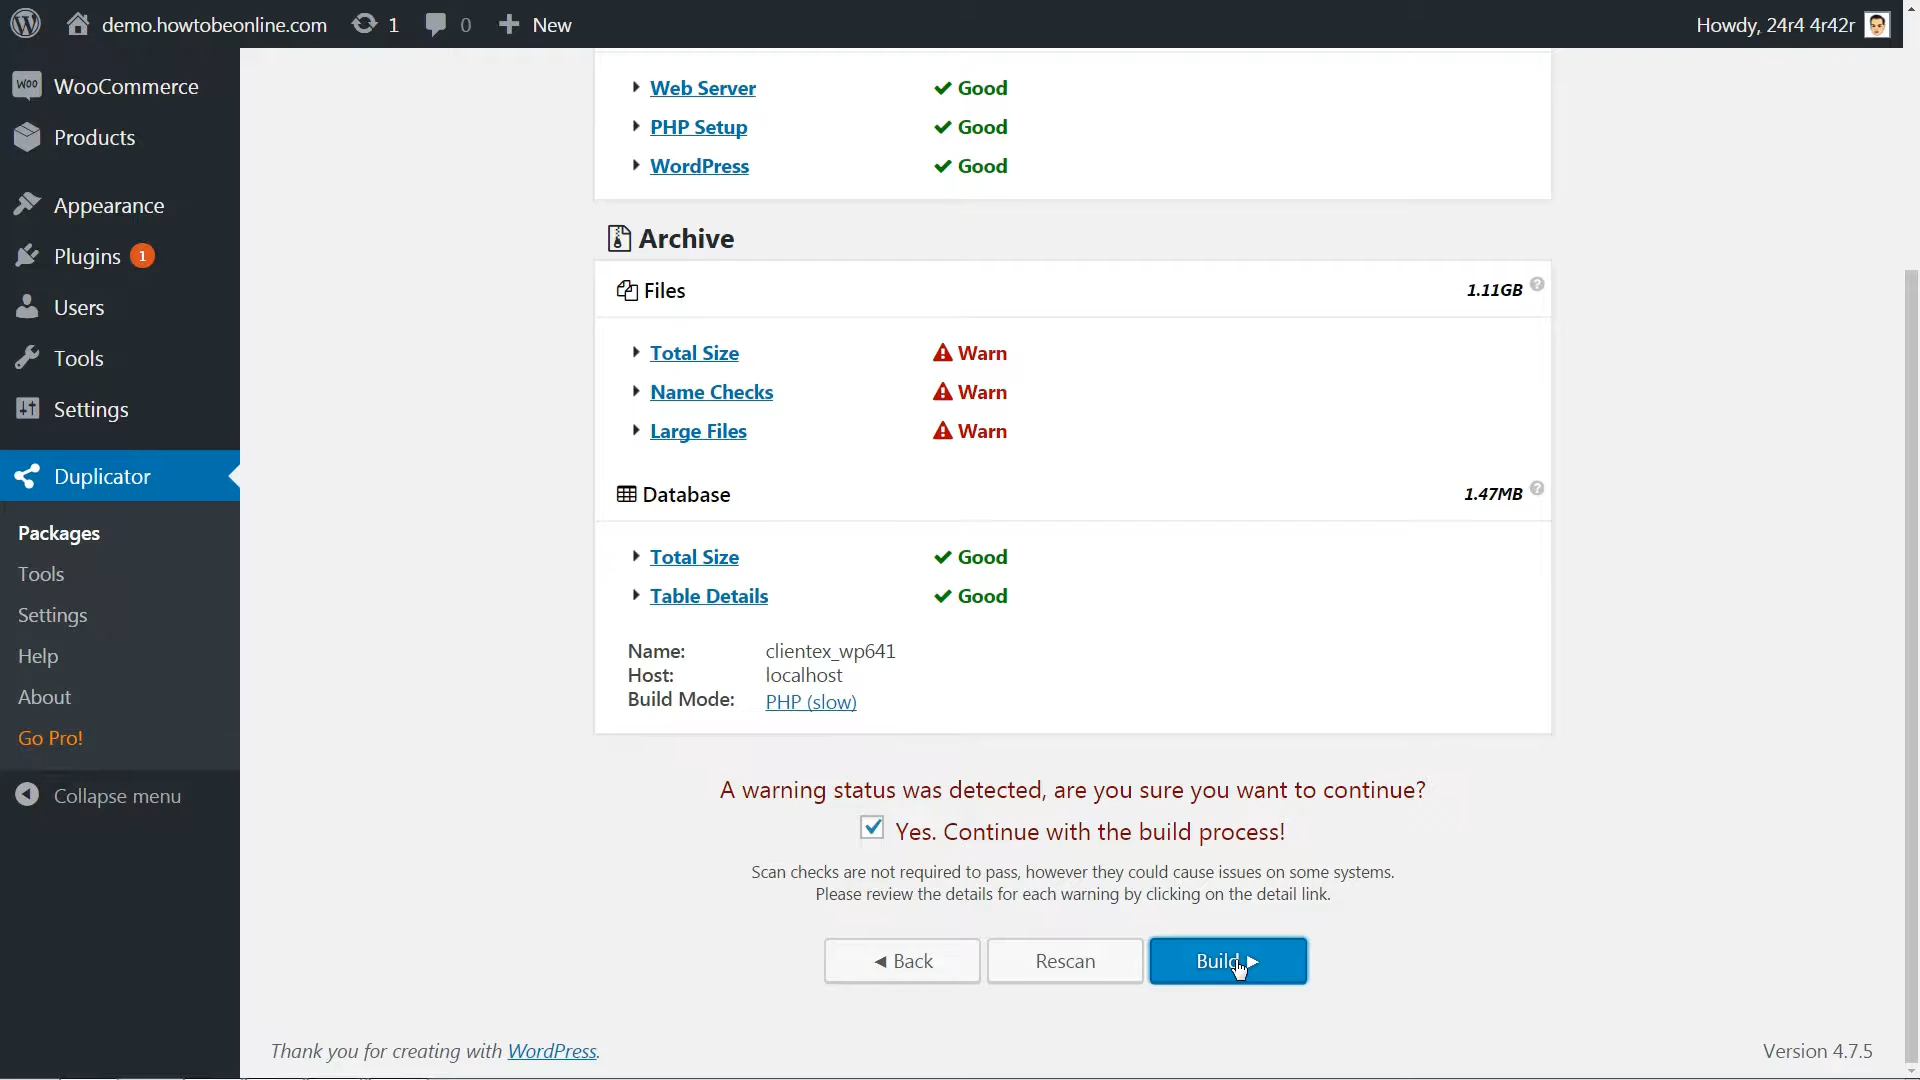 demo.howtobeonline.com 1 0 New Howdy, 24r4 4r42r
WOO WooCommerce
Products
Appearance
Plugins 1
Users
Tools
Settings
Duplicator
Packages
Tools
Settings
Help
About
Go Pro!
Collapse menu
Web Server Good
PHP Setup Good
WordPress Good
Archive
Files 1.11GB ?
Total Size Warn
Name Checks Warn
Large Files Warn
Database 1.47MB ?
Total Size Good
Table Details Good
Name: clientex_wp641
Host: localhost
Build Mode: PHP (slow)
A warning status was detected, are you sure you want to continue?
Yes. Continue with the build process!
Scan checks are not required to pass, however they could cause issues on some systems.
Please review the details for each warning by clicking on the detail link.
◀ Back Rescan Build ▶
Thank you for creating with WordPress. Version 4.7.5